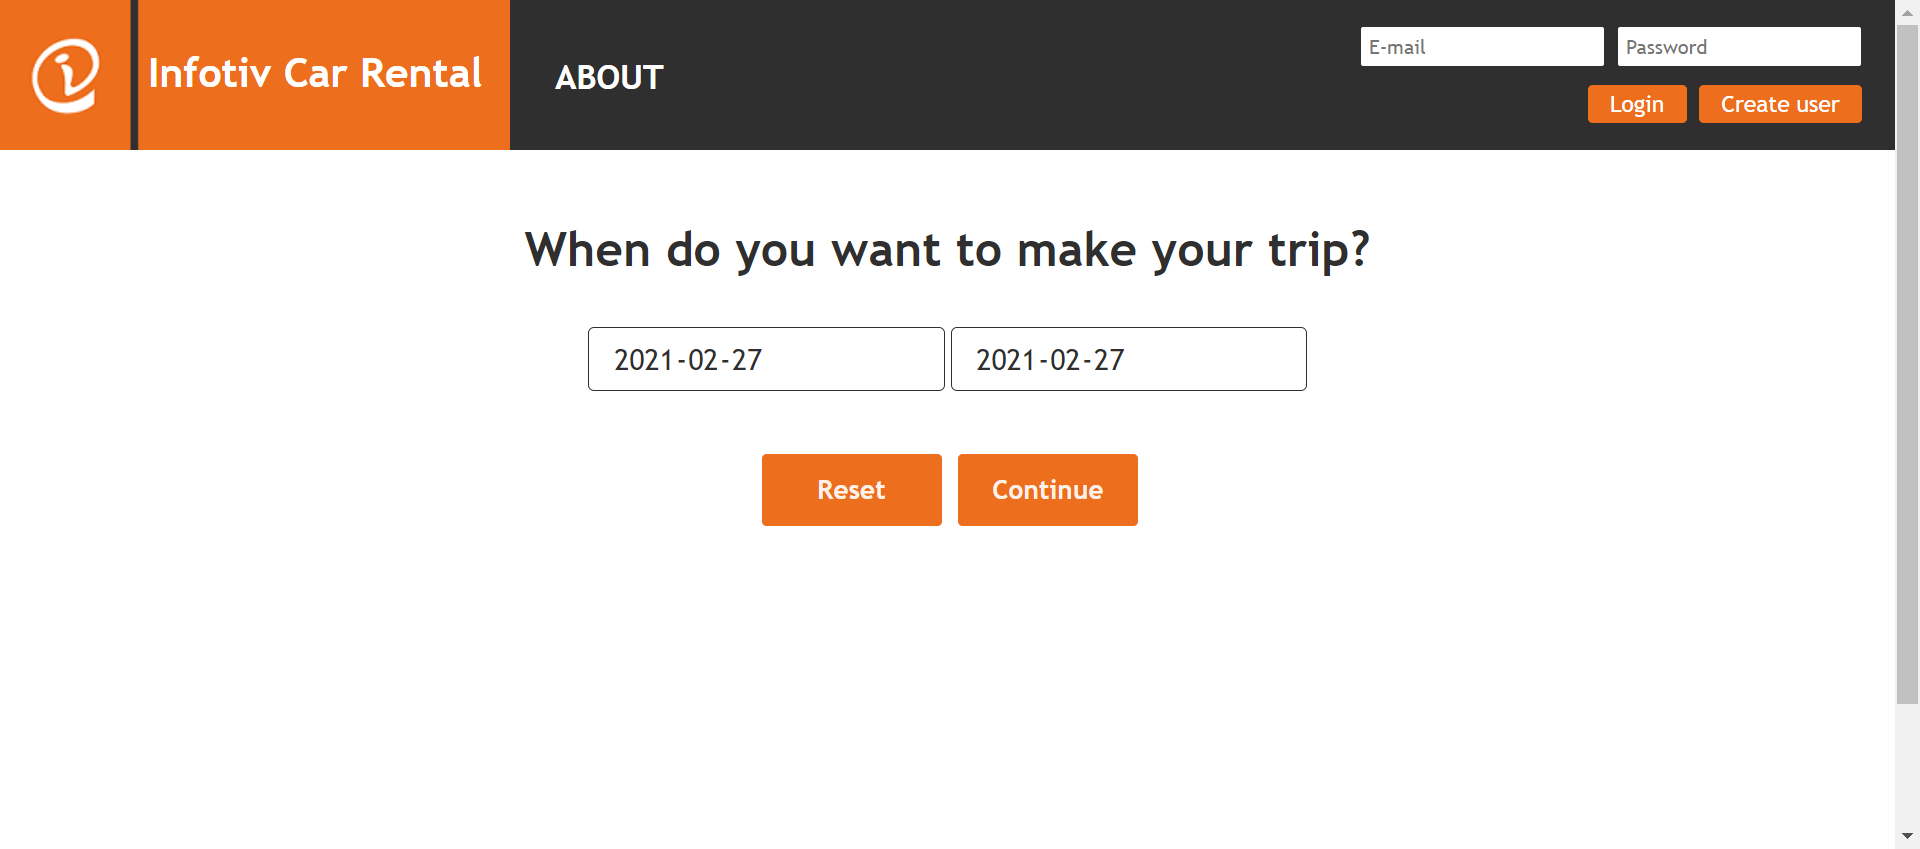 Infotiv Car Rental
ABOUT
E-mail
Password
Login
Create user
When do you want to make your trip?
2021-02-27
2021-02-27
Reset
Continue